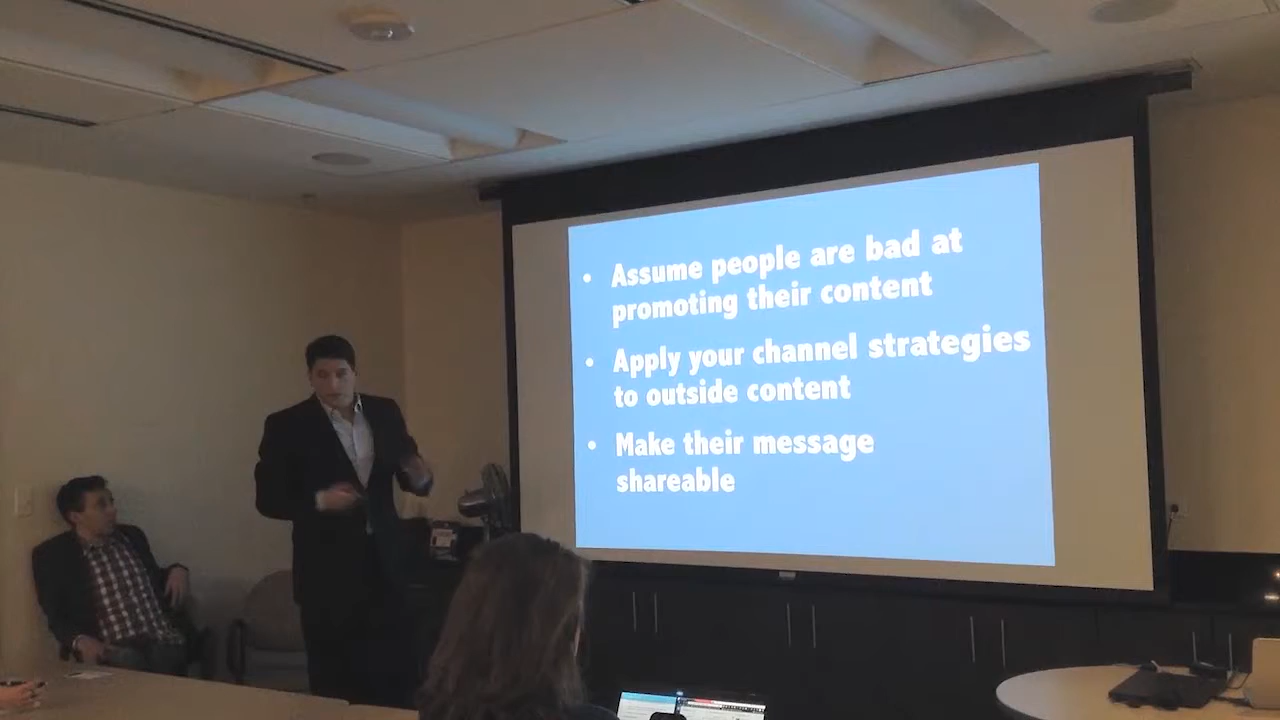 • Assume people are bad at
promoting their content
• Apply your channel strategies
to outside content
• Make their message
shareable